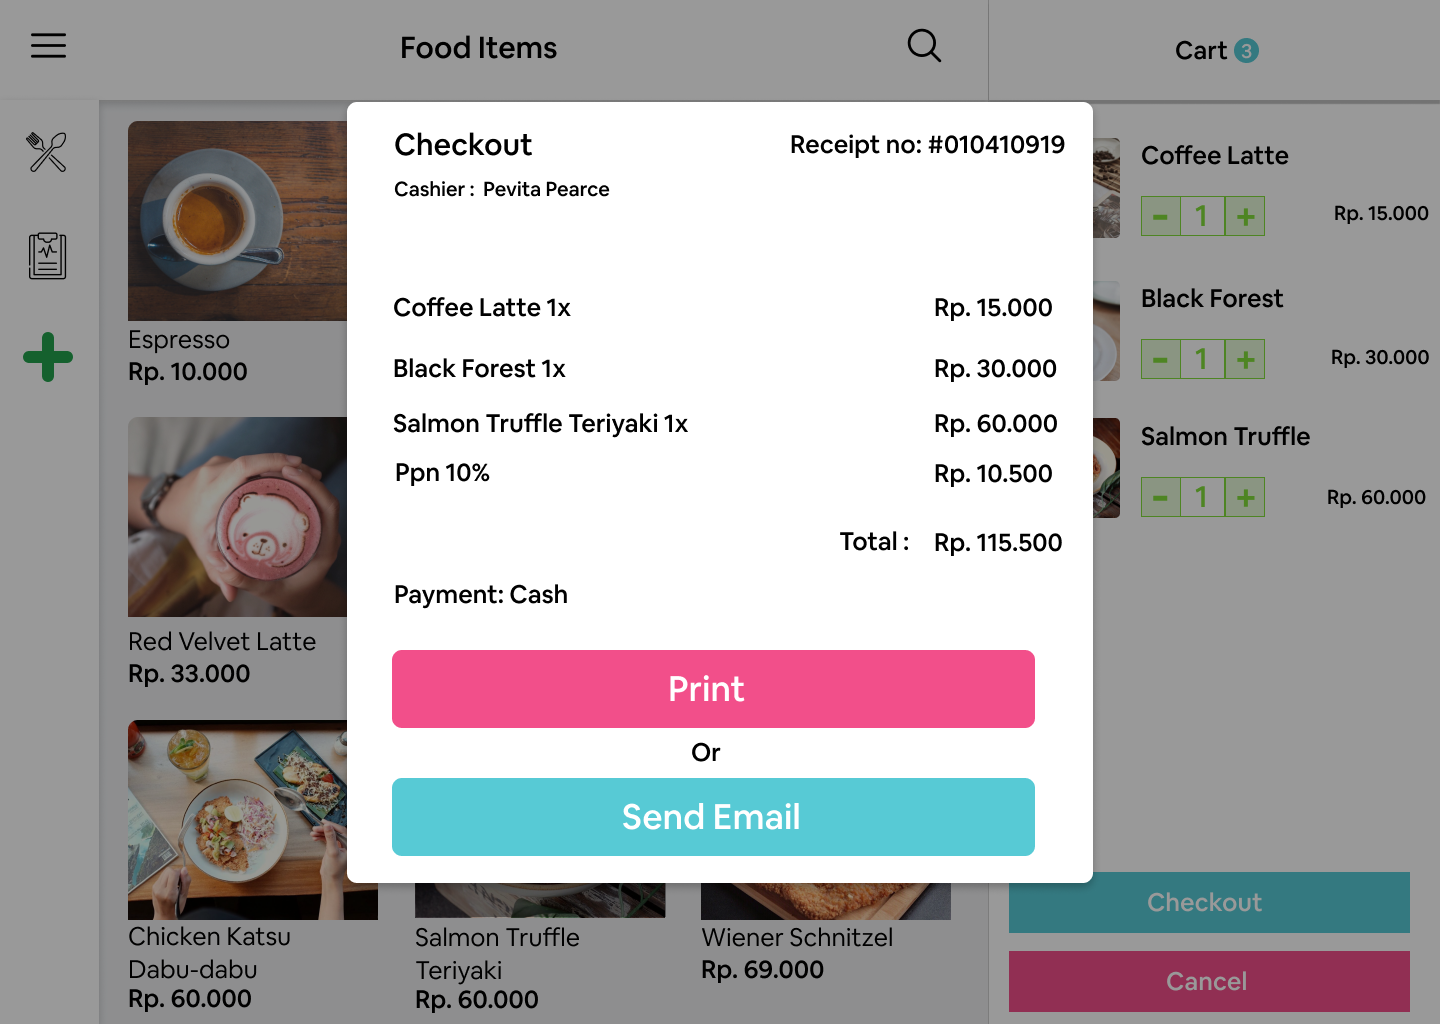 Food Items
Cart 3
Checkout
Receipt no: #010410919
Cashier : Pevita Pearce
Coffee Latte 1x Rp. 15.000
Black Forest 1x Rp. 30.000
Salmon Truffle Teriyaki 1x Rp. 60.000
Ppn 10% Rp. 10.500
Total : Rp. 115.500
Payment: Cash
Print
Or
Send Email
Espresso
Rp. 10.000
Red Velvet Latte
Rp. 33.000
Chicken Katsu
Dabu-dabu
Rp. 60.000
Salmon Truffle
Teriyaki
Rp. 60.000
Wiener Schnitzel
Rp. 69.000
Coffee Latte
- 1 + Rp. 15.000
Black Forest
- 1 + Rp. 30.000
Salmon Truffle
- 1 + Rp. 60.000
Checkout
Cancel